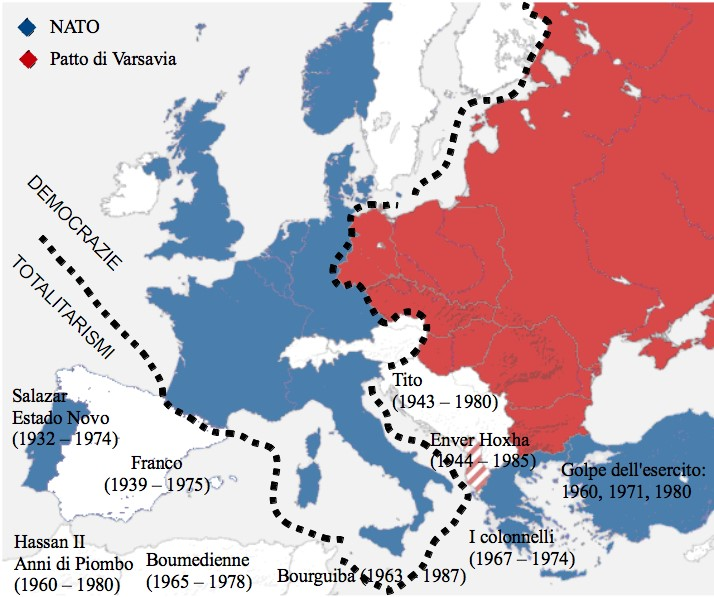 NATO
Patto di Varsavia
DEMOCRAZIE
TOTALITARISMI
Salazar
Estado Novo
(1932 – 1974)
Franco
(1939 – 1975)
Tito
(1943 – 1980)
Enver Hoxha
(1944 – 1985)
Golpe dell'esercito:
1960, 1971, 1980
I colonnelli
(1967 – 1974)
Hassan II
Anni di Piombo
(1960 – 1980)
Boumedienne
(1965 – 1978)
Bourguiba (1963 – 1987)